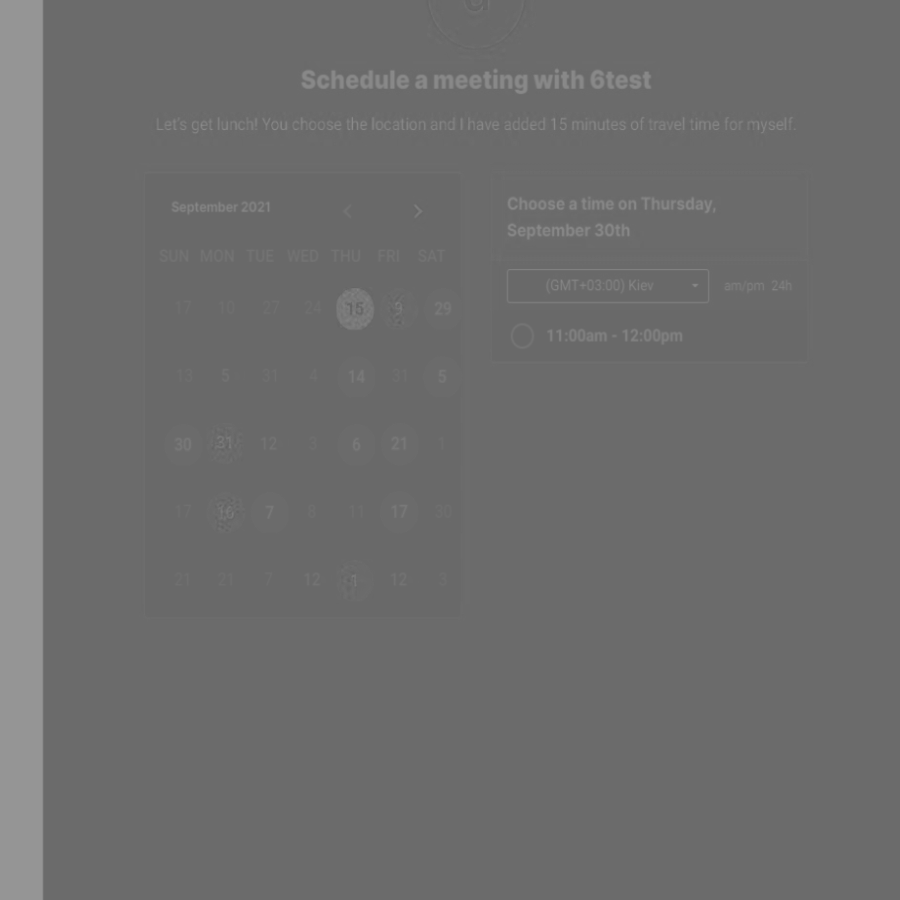 Schedule a meeting with 6test
Let's get lunch! You choose the location and I have added 15 minutes of travel time for myself.
September 2021
SUN MON TUE WED THU FRI SAT
17 10 27 24 15 9 29
13 5 31 4 14 31 5
30 31 12 3 6 21 1
17 16 7 8 11 17 30
21 21 7 12 1 12 3
Choose a time on Thursday,
September 30th
(GMT+03:00) Kiev am/pm 24h
11:00am - 12:00pm